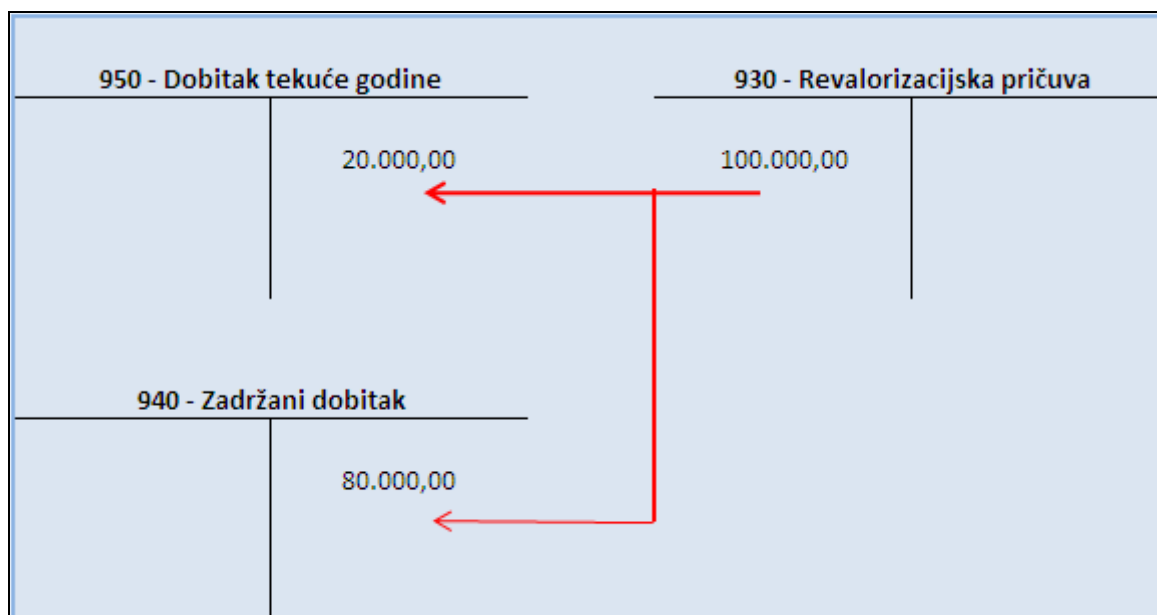 950 - Dobitak tekuće godine
930 - Revalorizacijska pričuva
20.000,00
100.000,00
940 - Zadržani dobitak
80.000,00